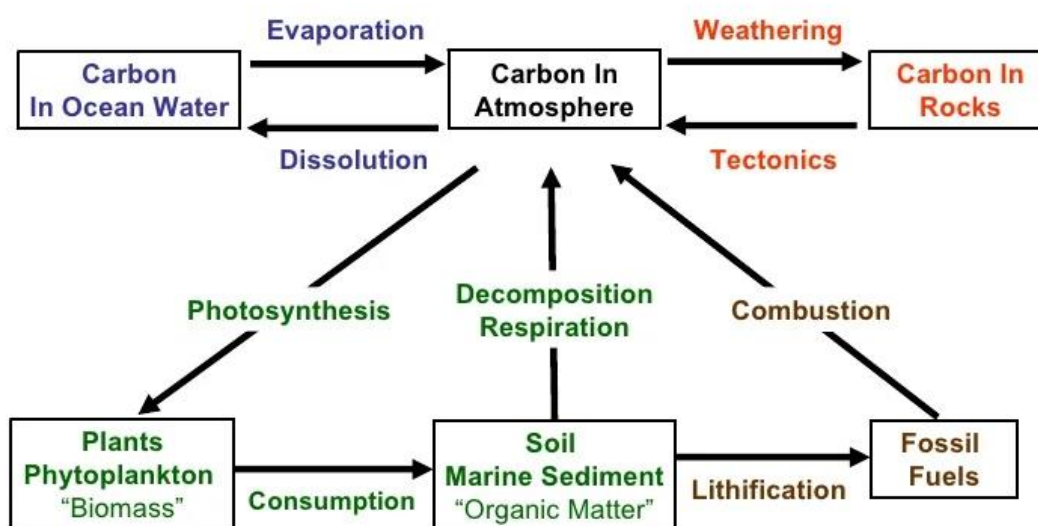 Evaporation
Weathering
Carbon
In Ocean Water
Carbon In
Atmosphere
Carbon In
Rocks
Dissolution
Tectonics
Photosynthesis
Decomposition
Respiration
Combustion
Plants
Phytoplankton
“Biomass”
Consumption
Soil
Marine Sediment
“Organic Matter”
Lithification
Fossil
Fuels